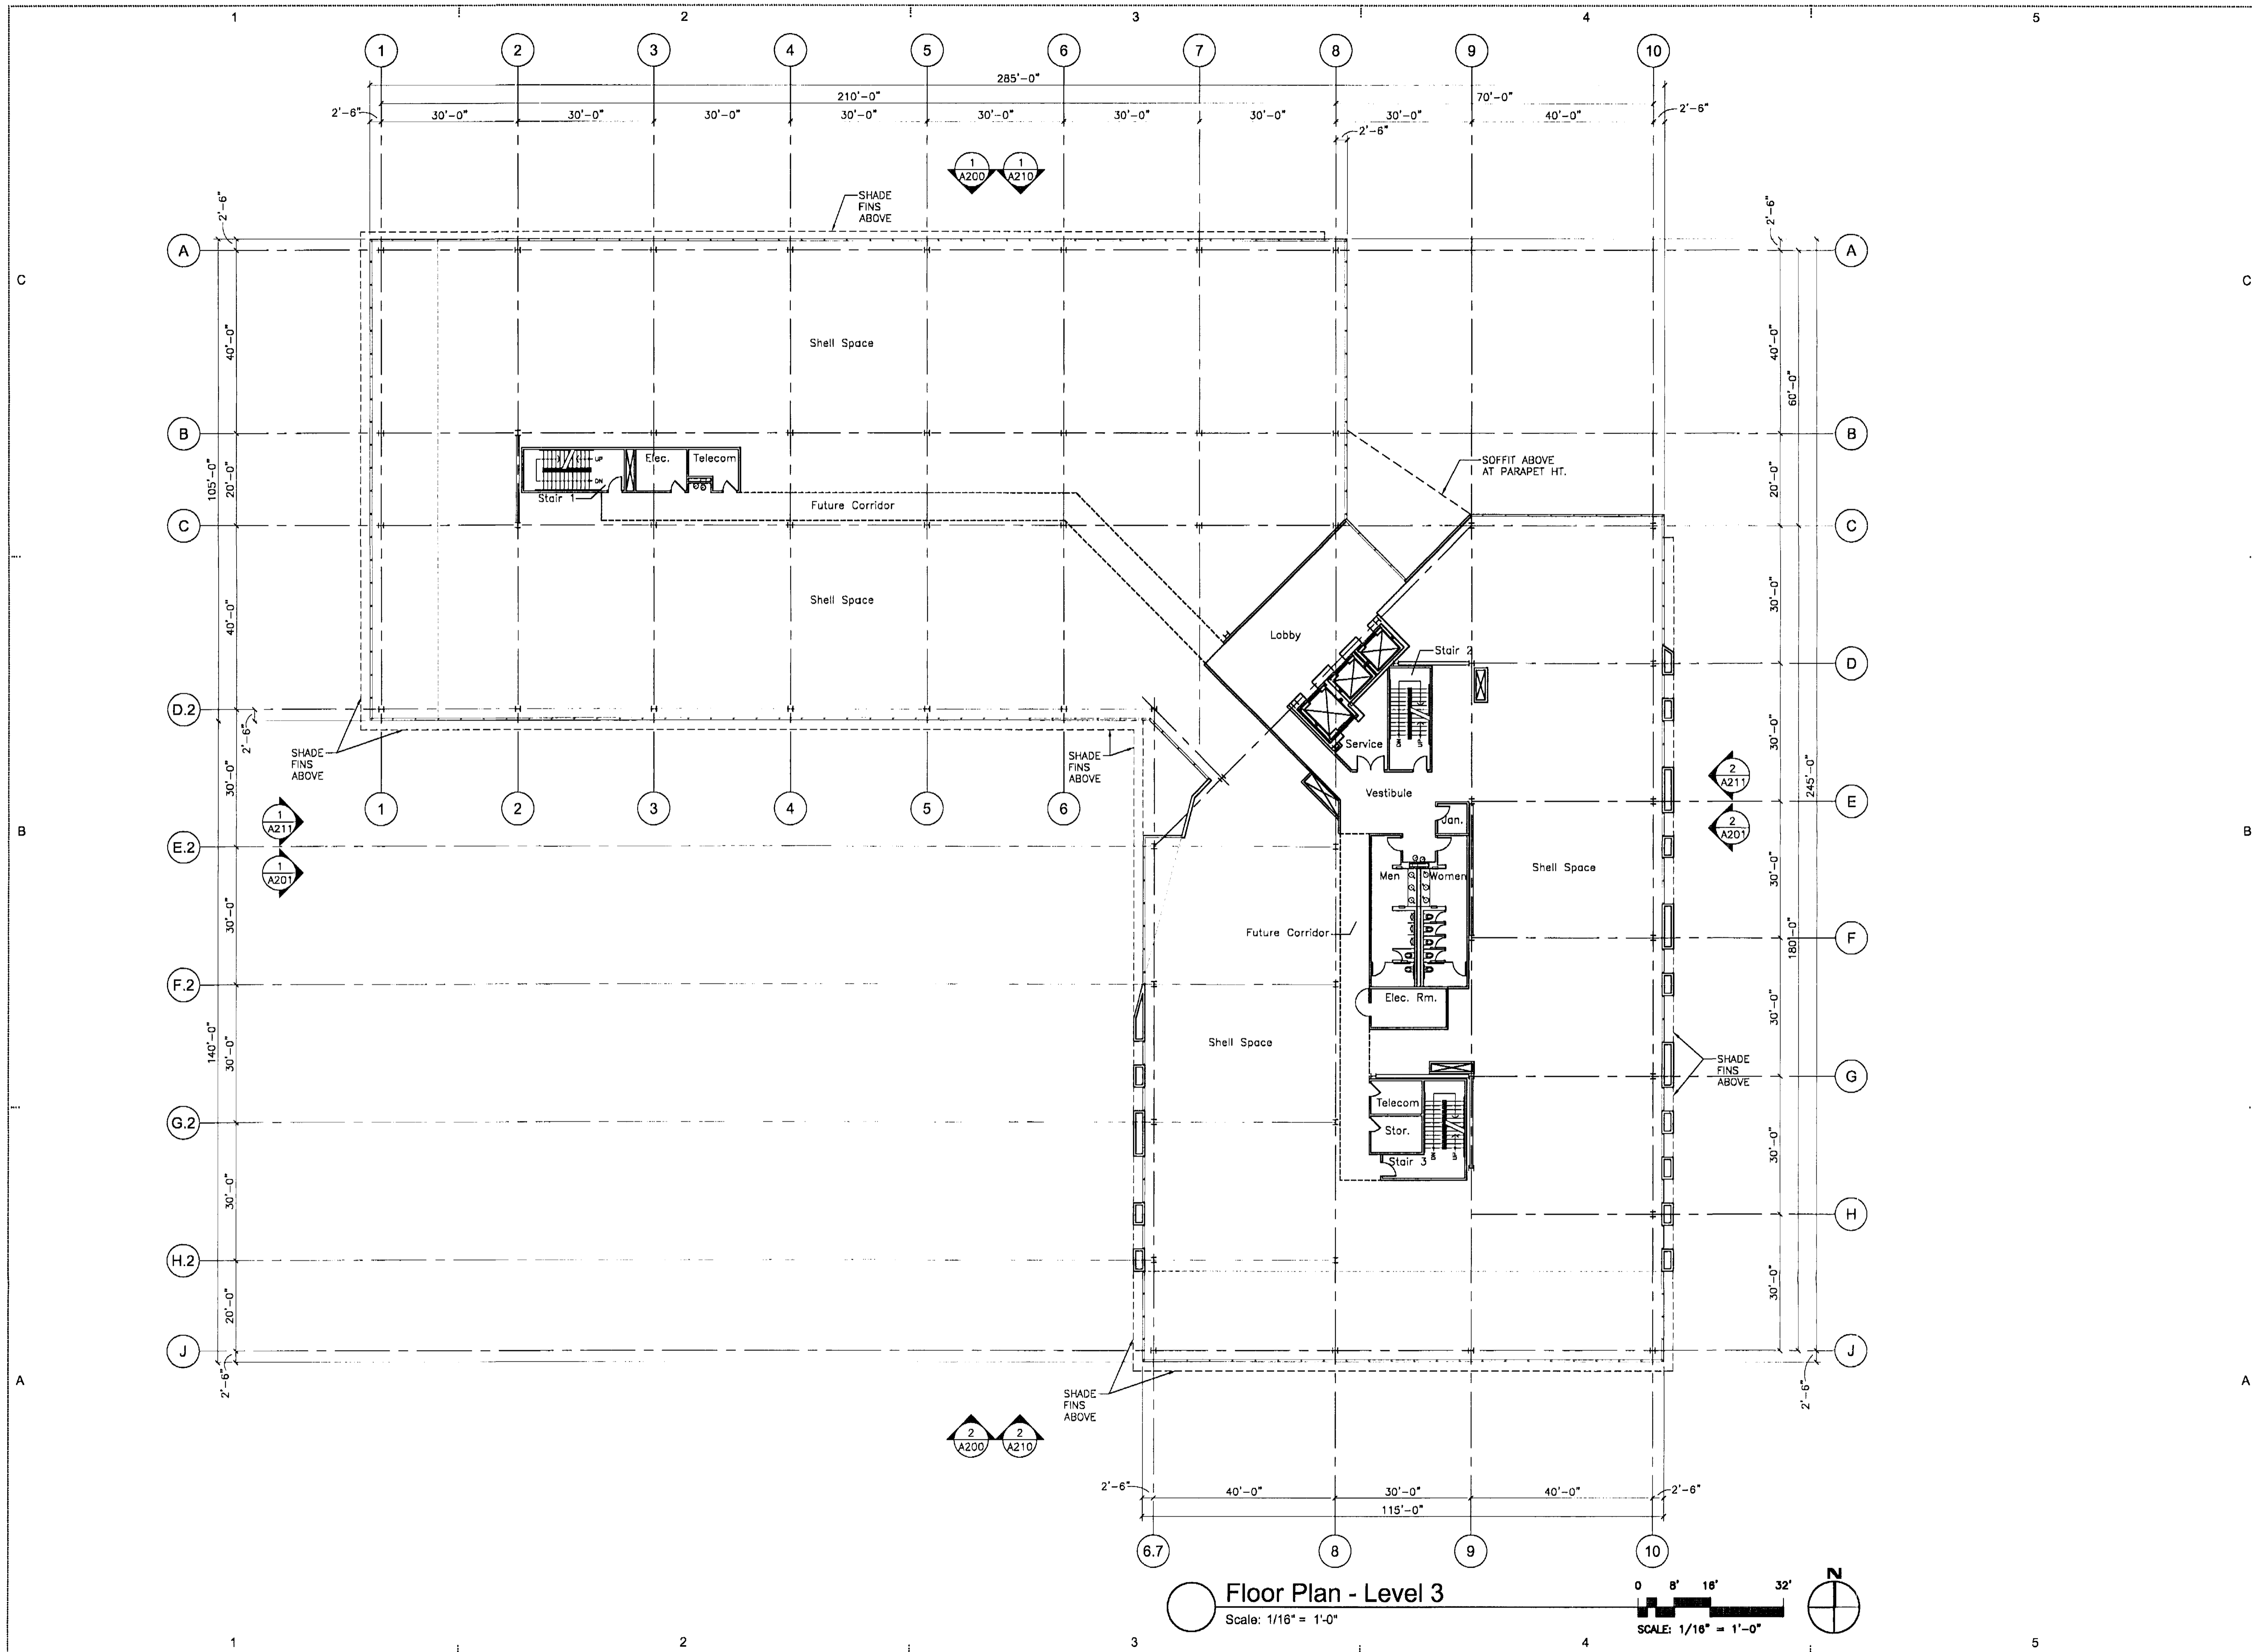 1 2 3 4 5
1 2 3 4 5 6 7 8 9 10
285'-0"
210'-0" 70'-0"
2'-6" 30'-0" 30'-0" 30'-0" 30'-0" 30'-0" 30'-0" 30'-0" 30'-0" 40'-0" 2'-6"
2'-6"
1 1
A200 A210
SHADE
FINS
ABOVE
2'-6" 2'-6"
A A
C C
40'-0" 40'-0"
Shell Space
60'-0"
B B
Elec. Telecom
UP
DN
Stair 1
SOFFIT ABOVE
AT PARAPET HT.
105'-0" 20'-0" 20'-0"
Future Corridor
C C
40'-0" 30'-0"
Shell Space
Lobby
Stair 2
D
D.2
2'-6"
SHADE
FINS
ABOVE
SHADE
FINS
ABOVE
Service
DN UP
30'-0" 30'-0"
245'-0"
2
A211
Vestibule
1 2 3 4 5 6
E
1
A211
2
A201
B B
Jan.
E.2
1
A201
Men Women
Shell Space
30'-0" 30'-0"
Future Corridor
F
180'-0"
F.2
Elec. Rm.
30'-0"
140'-0" 30'-0"
Shell Space
SHADE
FINS
ABOVE
G
Telecom
G.2
Stor.
30'-0"
DN UP
Stair 3
30'-0"
H
H.2
30'-0"
20'-0"
J J
2'-6" 2'-6"
A A
SHADE
FINS
ABOVE
2 2
A200 A210
2'-6" 40'-0" 30'-0" 40'-0" 2'-6"
115'-0"
6.7 8 9 10
Floor Plan - Level 3
Scale: 1/16" = 1'-0"
0 8' 16' 32'
SCALE: 1/16" = 1'-0"
N
1 2 3 4 5